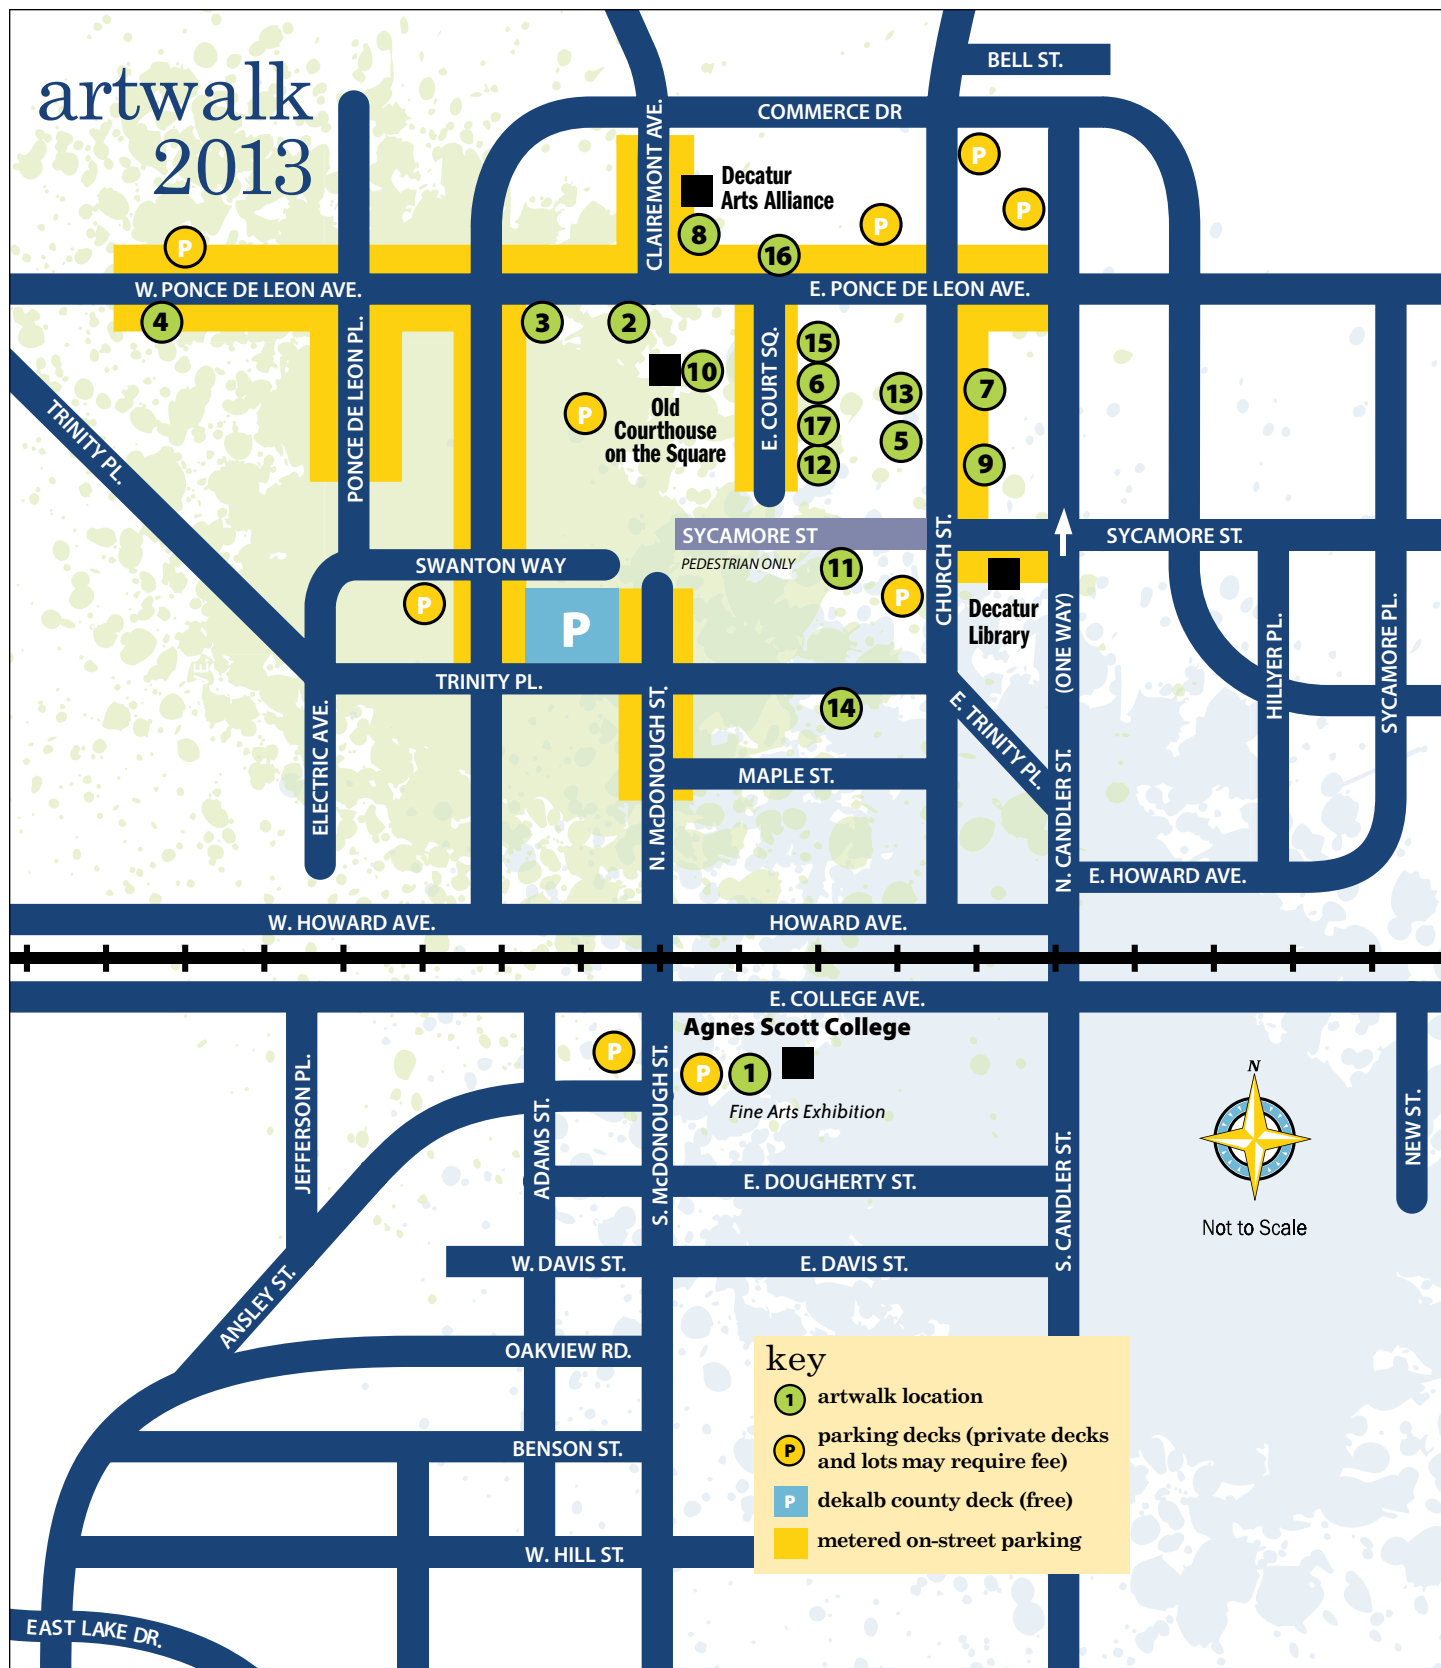 artwalk
2013
BELL ST.
COMMERCE DR
CLAIREMONT AVE.
Decatur
Arts Alliance
P
P
P
P
8
16
W. PONCE DE LEON AVE.
E. PONCE DE LEON AVE.
4
3
2
15
10
6
13
7
17
5
12
9
P
Old
Courthouse
on the Square
E. COURT SQ.
PONCE DE LEON PL.
TRINITY PL.
SYCAMORE ST
PEDESTRIAN ONLY
SYCAMORE ST.
CHURCH ST.
SWANTON WAY
11
P
P
P
Decatur
Library
(ONE WAY)
HILLYER PL.
SYCAMORE PL.
TRINITY PL.
14
E. TRINITY PL.
ELECTRIC AVE.
N. McDONOUGH ST.
MAPLE ST.
N. CANDLER ST.
E. HOWARD AVE.
W. HOWARD AVE.
HOWARD AVE.
E. COLLEGE AVE.
Agnes Scott College
P
P
1
Fine Arts Exhibition
JEFFERSON PL.
ADAMS ST.
S. McDONOUGH ST.
S. CANDLER ST.
NEW ST.
N
Not to Scale
E. DOUGHERTY ST.
W. DAVIS ST.
E. DAVIS ST.
ANSLEY ST.
OAKVIEW RD.
BENSON ST.
W. HILL ST.
EAST LAKE DR.
key
1
artwalk location
P
parking decks (private decks
and lots may require fee)
P
dekalb county deck (free)
metered on-street parking